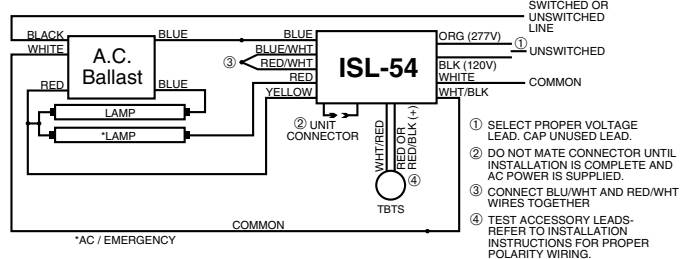 SWITCHED OR
UNSWITCHED
LINE
BLACK
BLUE
BLUE
ORG (277V)
①
WHITE
A.C.
Ballast
BLUE/WHT
③
RED/WHT
ISL-54
UNSWITCHED
BLK (120V)
RED
BLUE
RED
WHITE
COMMON
YELLOW
WHT/BLK
LAMP
*LAMP
② UNIT
CONNECTOR
WHT/RED
RED OR
RED/BLK (+)
④
TBTS
COMMON
*AC / EMERGENCY
① SELECT PROPER VOLTAGE
LEAD. CAP UNUSED LEAD.
② DO NOT MATE CONNECTOR UNTIL
INSTALLATION IS COMPLETE AND
AC POWER IS SUPPLIED.
③ CONNECT BLU/WHT AND RED/WHT
WIRES TOGETHER
④ TEST ACCESSORY LEADS-
REFER TO INSTALLATION
INSTRUCTIONS FOR PROPER
POLARITY WIRING.